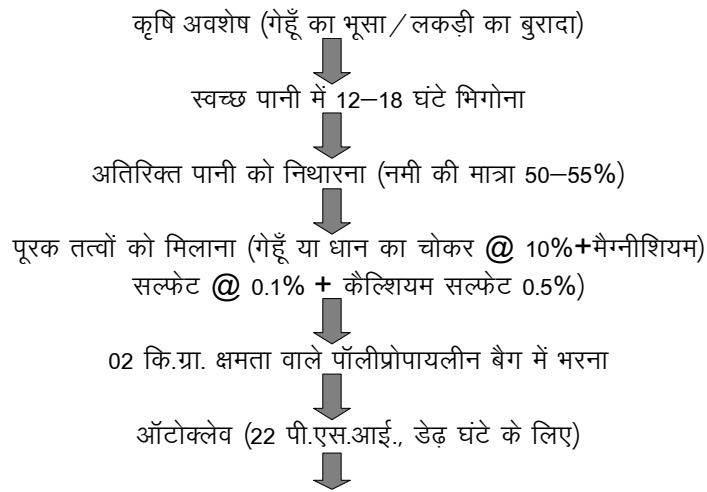 कृषि अवशेष (गेहूँ का भूसा/लकड़ी का बुरादा)
स्वच्छ पानी में 12–18 घंटे भिगोना
अतिरिक्त पानी को निथारना (नमी की मात्रा 50–55%)
पूरक तत्वों को मिलाना (गेहूँ या धान का चोकर @ 10%+मैग्नीशियम)
सल्फेट @ 0.1% + कैल्शियम सल्फेट 0.5%)
02 कि.ग्रा. क्षमता वाले पॉलीप्रोपायलीन बैग में भरना
ऑटोक्लेव (22 पी.एस.आई., डेढ़ घंटे के लिए)